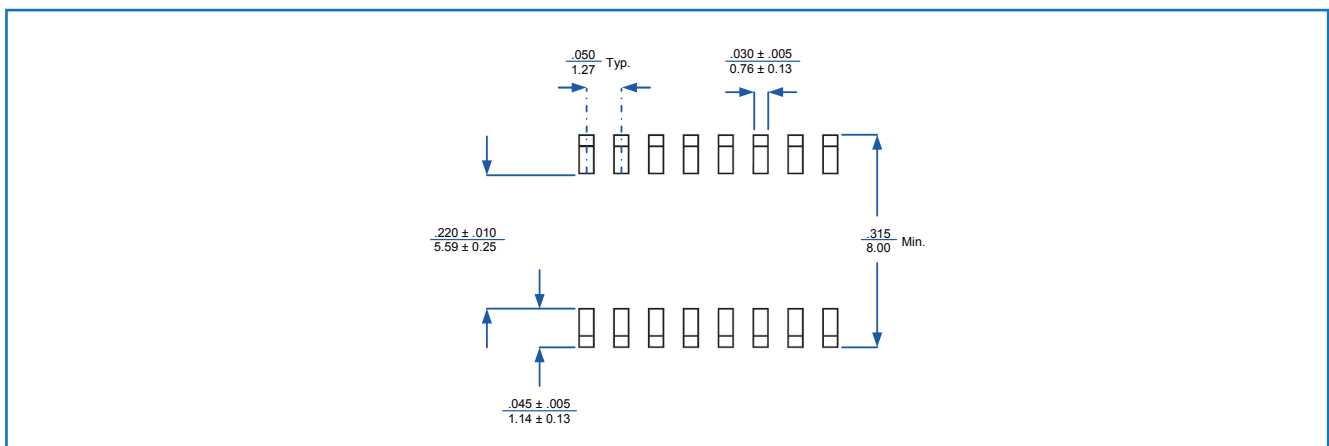 .050
1.27
Typ.
.030 ± .005
0.76 ± 0.13
.220 ± .010
5.59 ± 0.25
.315
8.00
Min.
.045 ± .005
1.14 ± 0.13